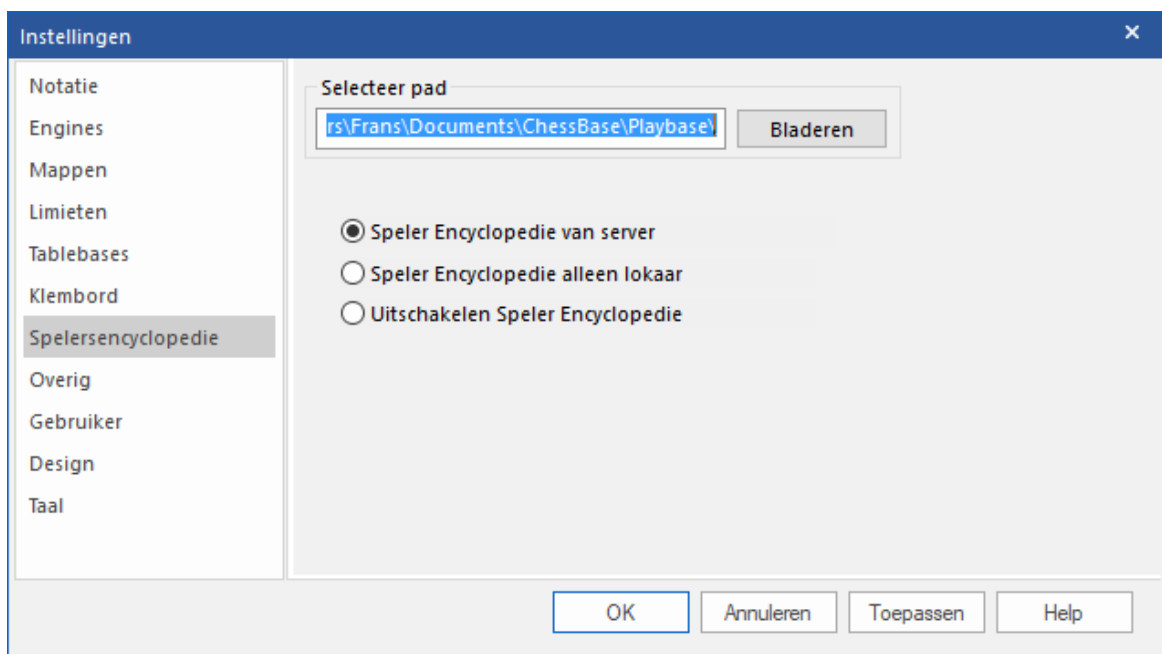 Instellingen
Notatie
Engines
Mappen
Limieten
Tablebases
Klembord
Spelersencyclopedie
Overig
Gebruiker
Design
Taal
Selecteer pad
rs\Frans\Documents\ChessBase\Playbase\
Bladeren
Speler Encyclopedie van server
Speler Encyclopedie alleen lokaar
Uitschakelen Speler Encyclopedie
OK
Annuleren
Toepassen
Help